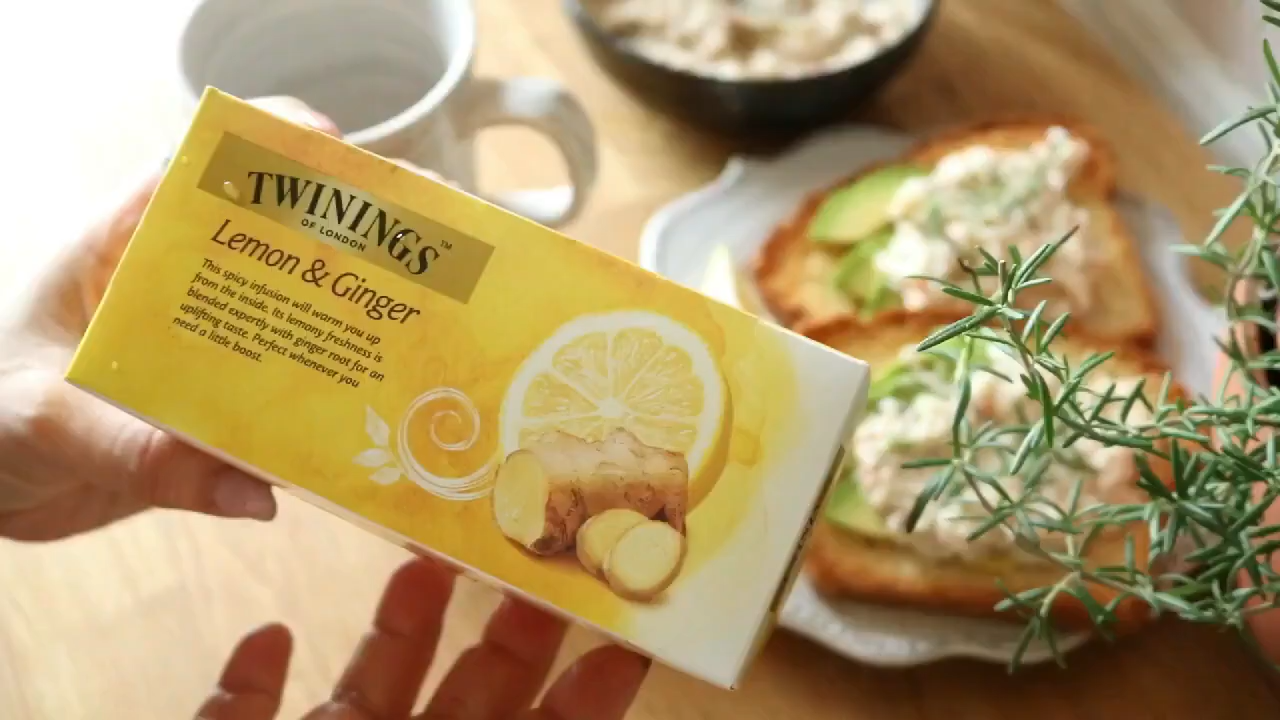 TWININGS™
OF LONDON
Lemon & Ginger
This spicy infusion will warm you up
from the inside. Its lemony freshness is
blended expertly with ginger root for an
uplifting taste. Perfect whenever you
need a little boost.